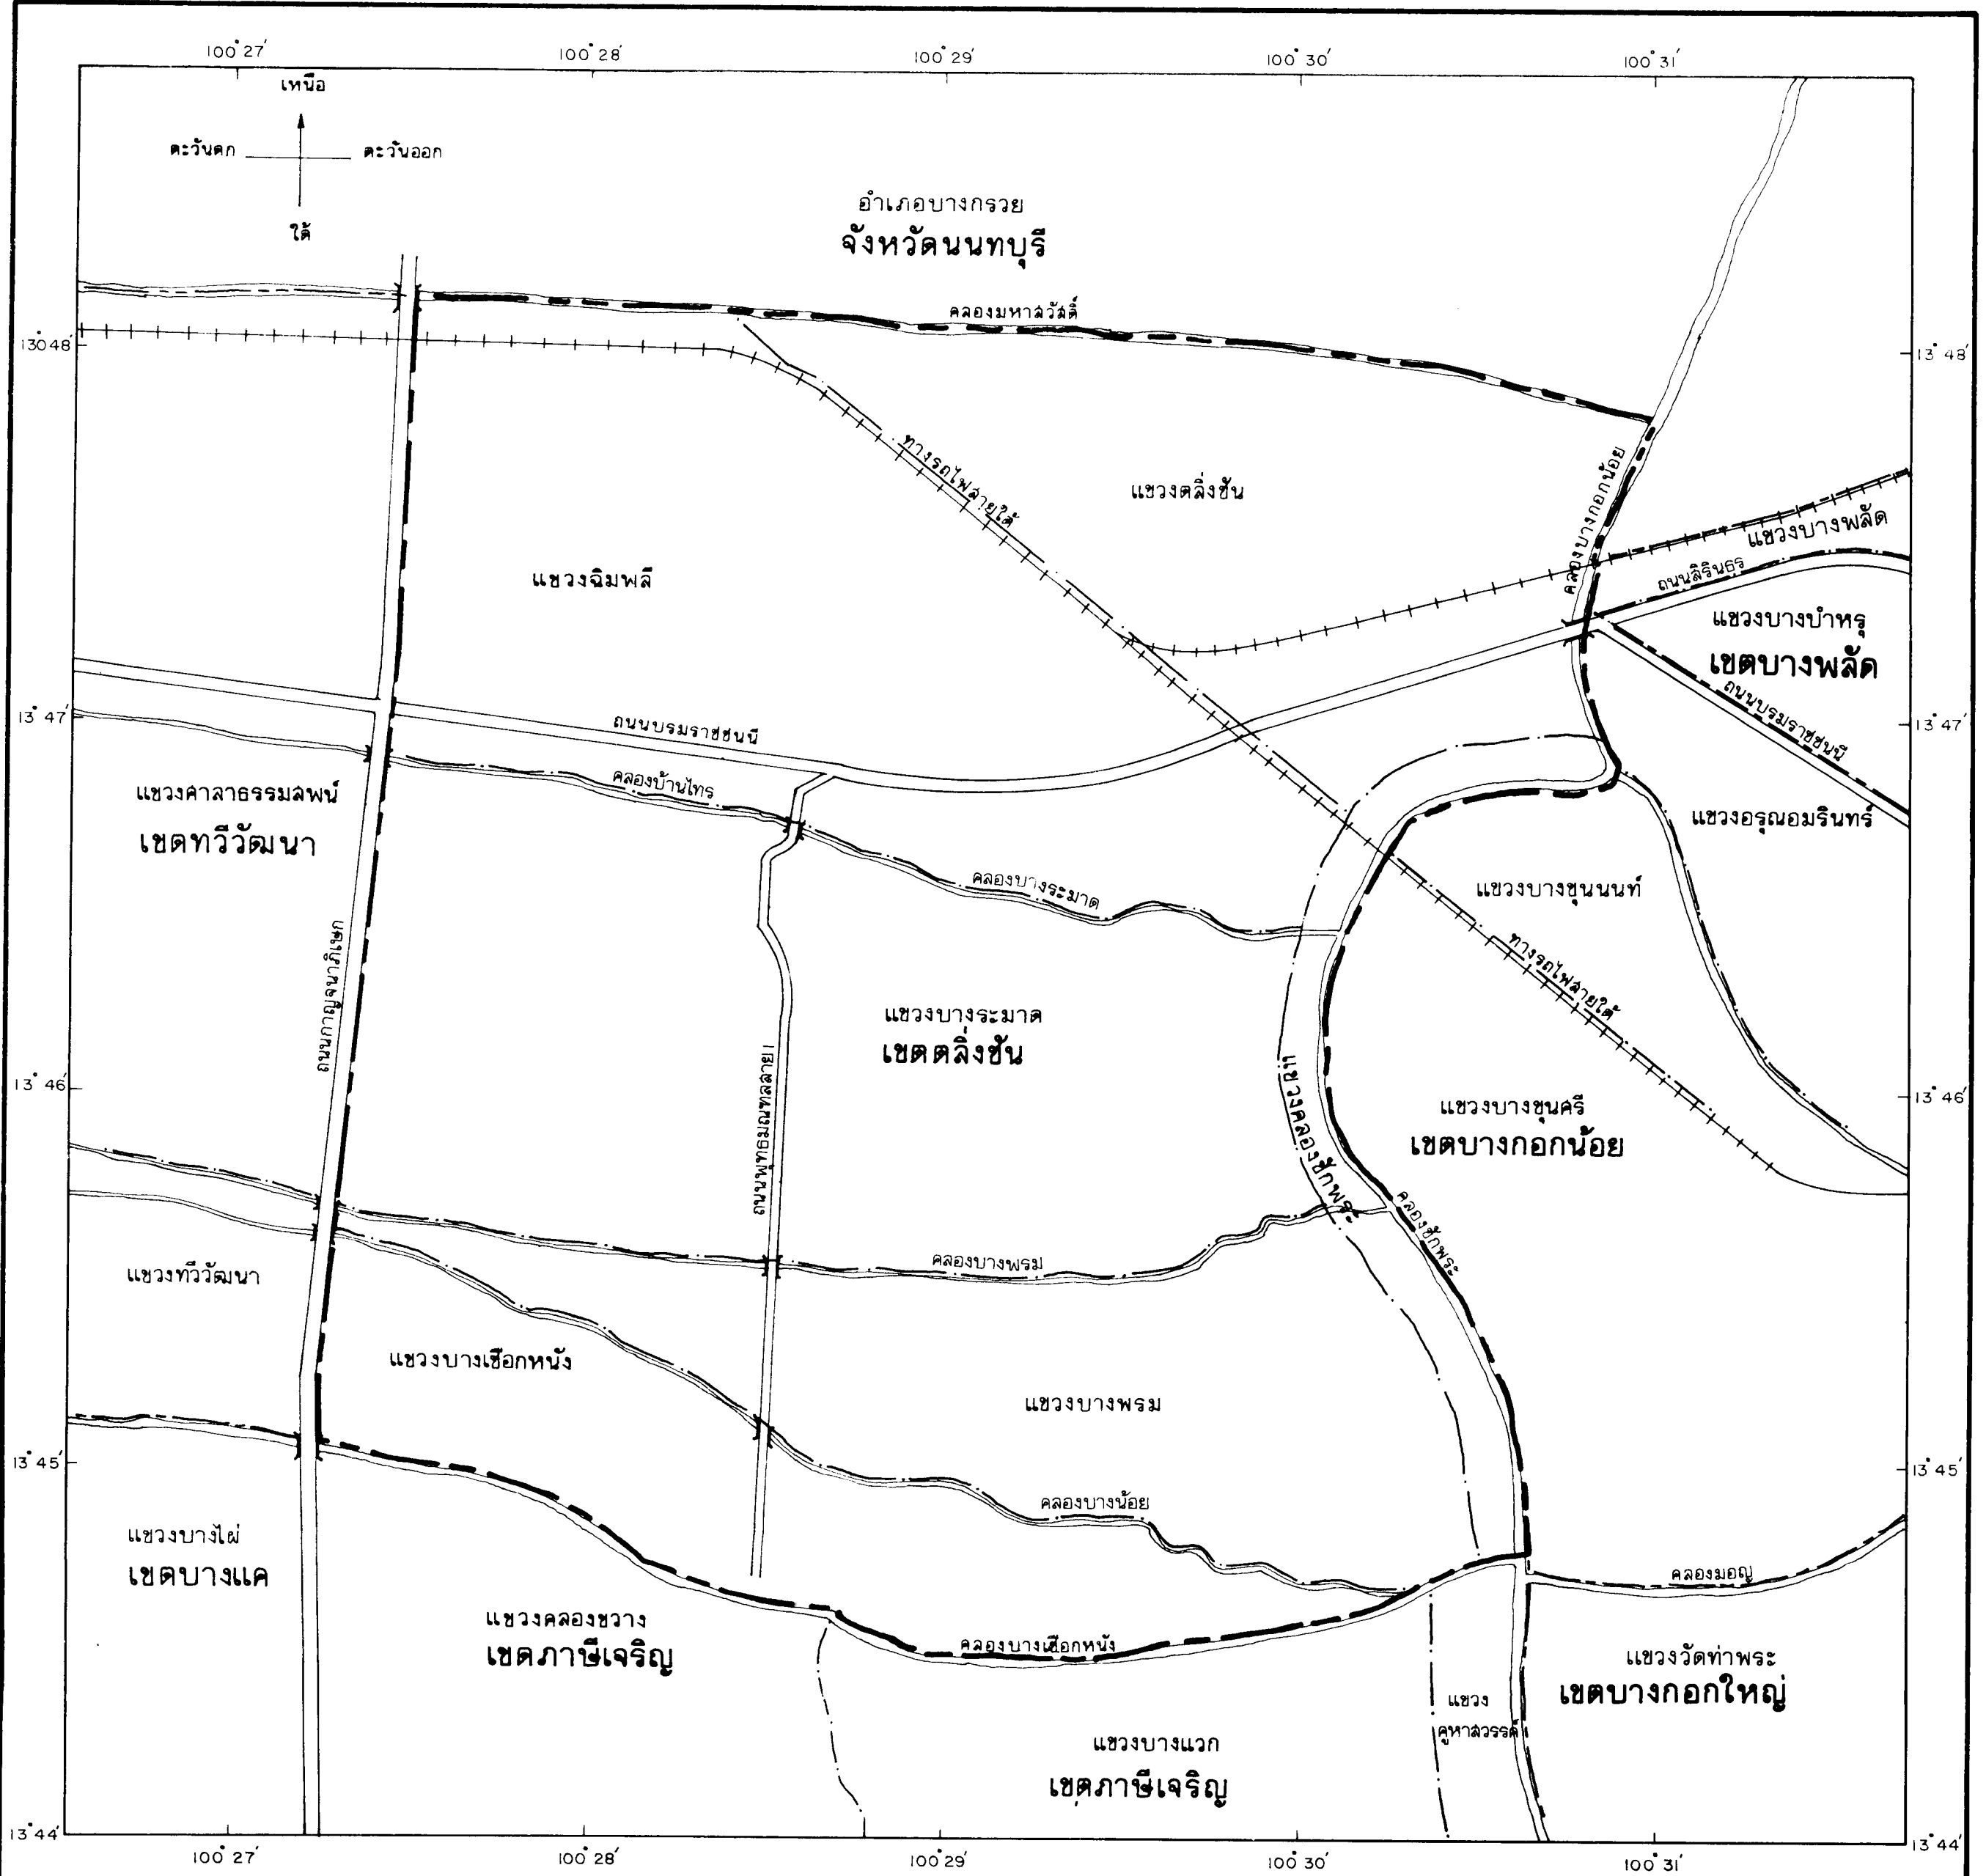 100°27′
100°28′
100°29′
100°30′
100°31′
เหนือ
ตะวันตก
ตะวันออก
ใต้
อำเภอบางกรวย
จังหวัดนนทบุรี
คลองมหาสวัสดิ์
13048′
13°48′
ทางรถไฟสายใต้
แขวงตลิ่งชัน
คลองบางกอกน้อย
แขวงบางพลัด
ถนนสิรินธร
แขวงฉิมพลี
แขวงบางบำหรุ
เขตบางพลัด
ถนนบรมราชชนนี
13°47′
ถนนบรมราชชนนี
13°47′
คลองบ้านไทร
แขวงศาลาธรรมสพน์
เขตทวีวัฒนา
แขวงอรุณอมรินทร์
คลองบางระมาด
แขวงบางขุนนนท์
ถนนกาญจนาภิเษก
ทางรถไฟสายใต้
แขวงบางระมาด
เขตตลิ่งชัน
ถนนพุทธมณฑลสาย1
แขวงคลองชักพระ
13°46′
13°46′
แขวงบางขุนศรี
เขตบางกอกน้อย
คลองชักพระ
คลองบางพรม
แขวงทวีวัฒนา
แขวงบางเชือกหนัง
แขวงบางพรม
13°45′
13°45′
คลองบางน้อย
แขวงบางไผ่
เขตบางแค
คลองมอญ
แขวงคลองขวาง
เขตภาษีเจริญ
คลองบางเชือกหนัง
แขวงวัดท่าพระ
เขตบางกอกใหญ่
แขวง
คูหาสวรรค์
แขวงบางแวก
เขตภาษีเจริญ
13°44′
13°44′
100°27′
100°28′
100°29′
100°30′
100°31′